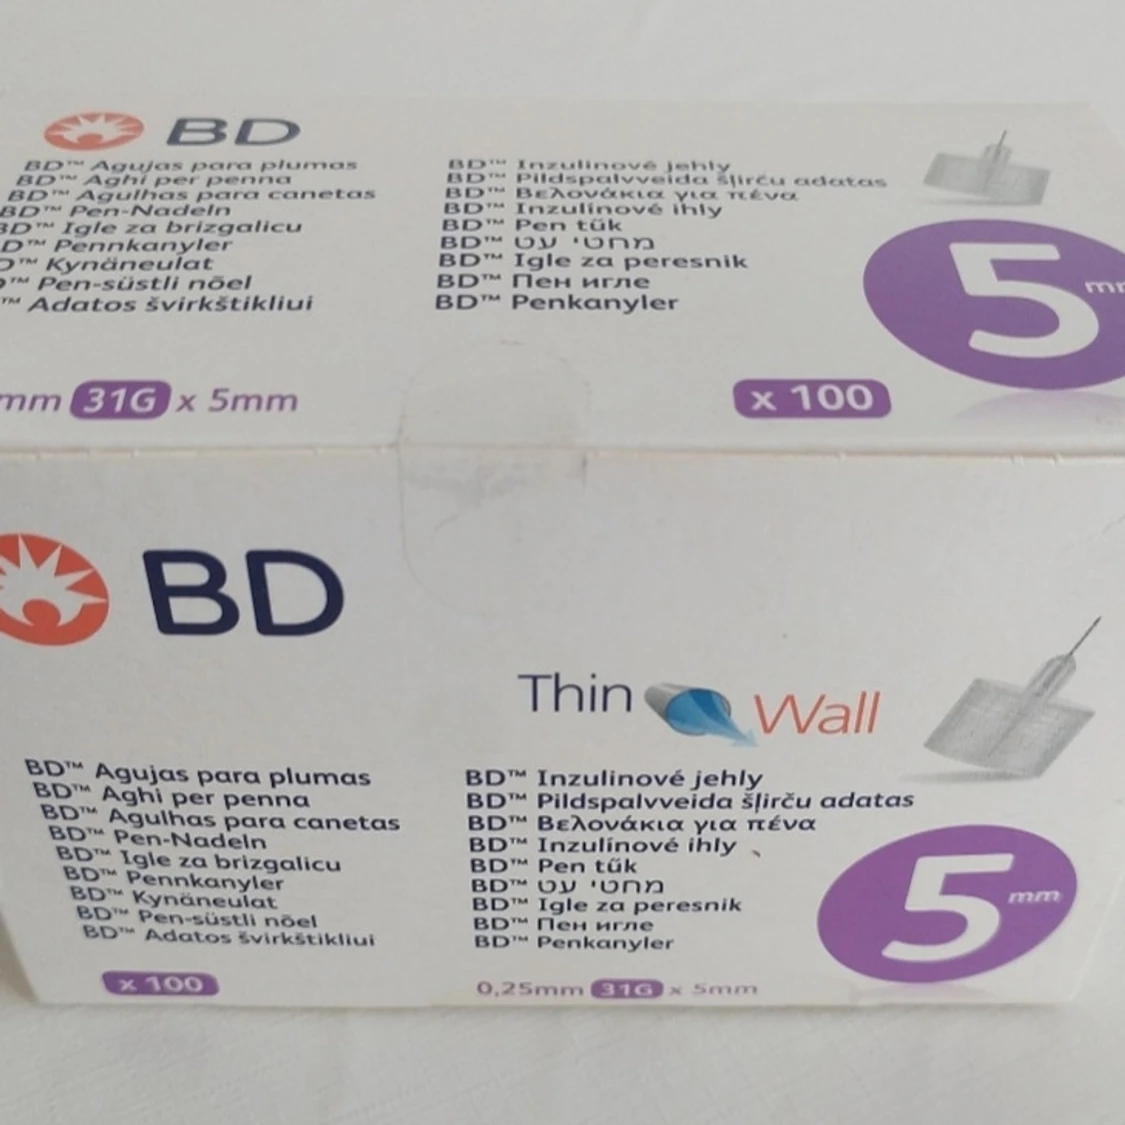 BD
BD™ Agujas para plumas
BD™ Aghi per penna
BD™ Agulhas para canetas
BD™ Pen-Nadeln
BD™ Igle za brizgalicu
D™ Pennkanyler
™ Kynäneulat
™ Pen-süstli nõel
™ Adatos švirkštikliui
BD™ Inzulinové jehly
BD™ Pildspalvveida šļirču adatas
BD™ Βελονάκια για πένα
BD™ Inzulínové ihly
BD™ Pen tűk
BD™ מחטי עט
BD™ Igle za peresnik
BD™ Пен игле
BD™ Penkanyler
5 mm
mm 31G x 5mm
x 100
BD
Thin Wall
BD™ Agujas para plumas
BD™ Aghi per penna
BD™ Agulhas para canetas
BD™ Pen-Nadeln
BD™ Igle za brizgalicu
BD™ Pennkanyler
BD™ Kynäneulat
BD™ Pen-süstli nõel
BD™ Adatos švirkštikliui
BD™ Inzulinové jehly
BD™ Pildspalvveida šļirču adatas
BD™ Βελονάκια για πένα
BD™ Inzulínové ihly
BD™ Pen tűk
BD™ מחטי עט
BD™ Igle za peresnik
BD™ Пен игле
BD™ Penkanyler
5 mm
x 100
0,25mm 31G x 5mm